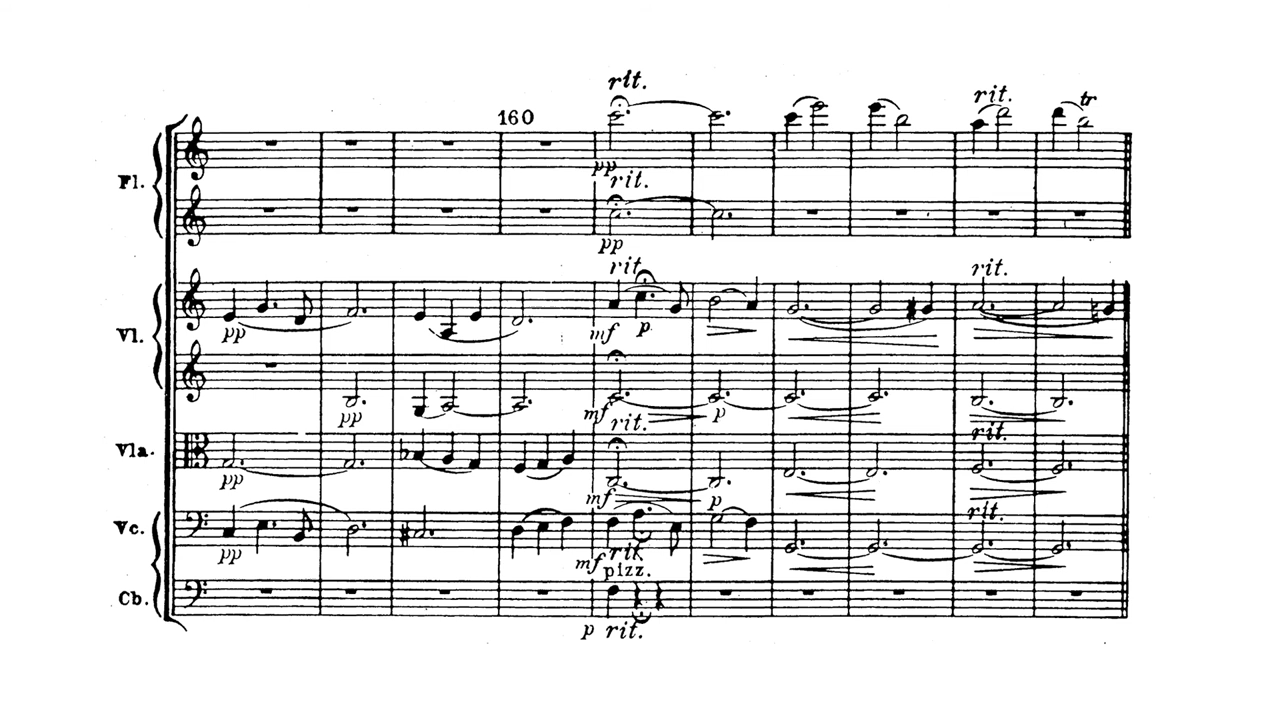 rit.
160
rit.
tr
pp
Fl.
rit.
pp
rit.
rit.
pp
mf
p
Vl.
pp
mf
p
rit.
Vla.
rit.
pp
mf
p
rit.
Vc.
pp
mf
rit.
pizz.
Cb.
p
rit.